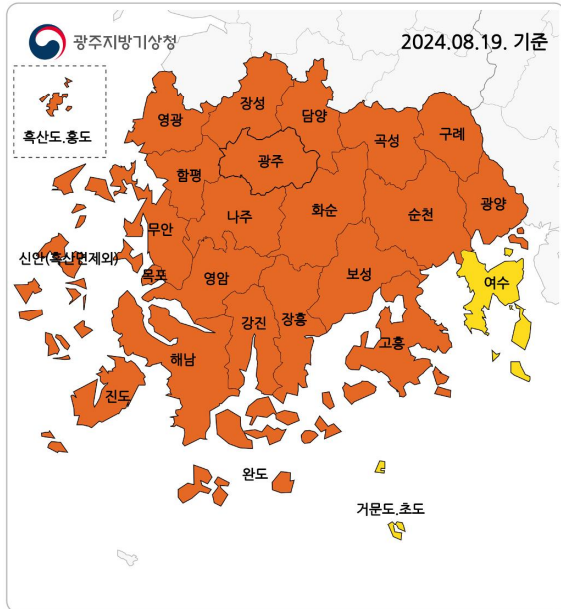 광주지방기상청
2024.08.19. 기준
흑산도.홍도
영광
장성
담양
곡성
구례
함평
광주
나주
화순
순천
광양
무안
신안(흑산면제외)
목포
영암
보성
여수
강진
장흥
해남
고흥
진도
완도
거문도.초도